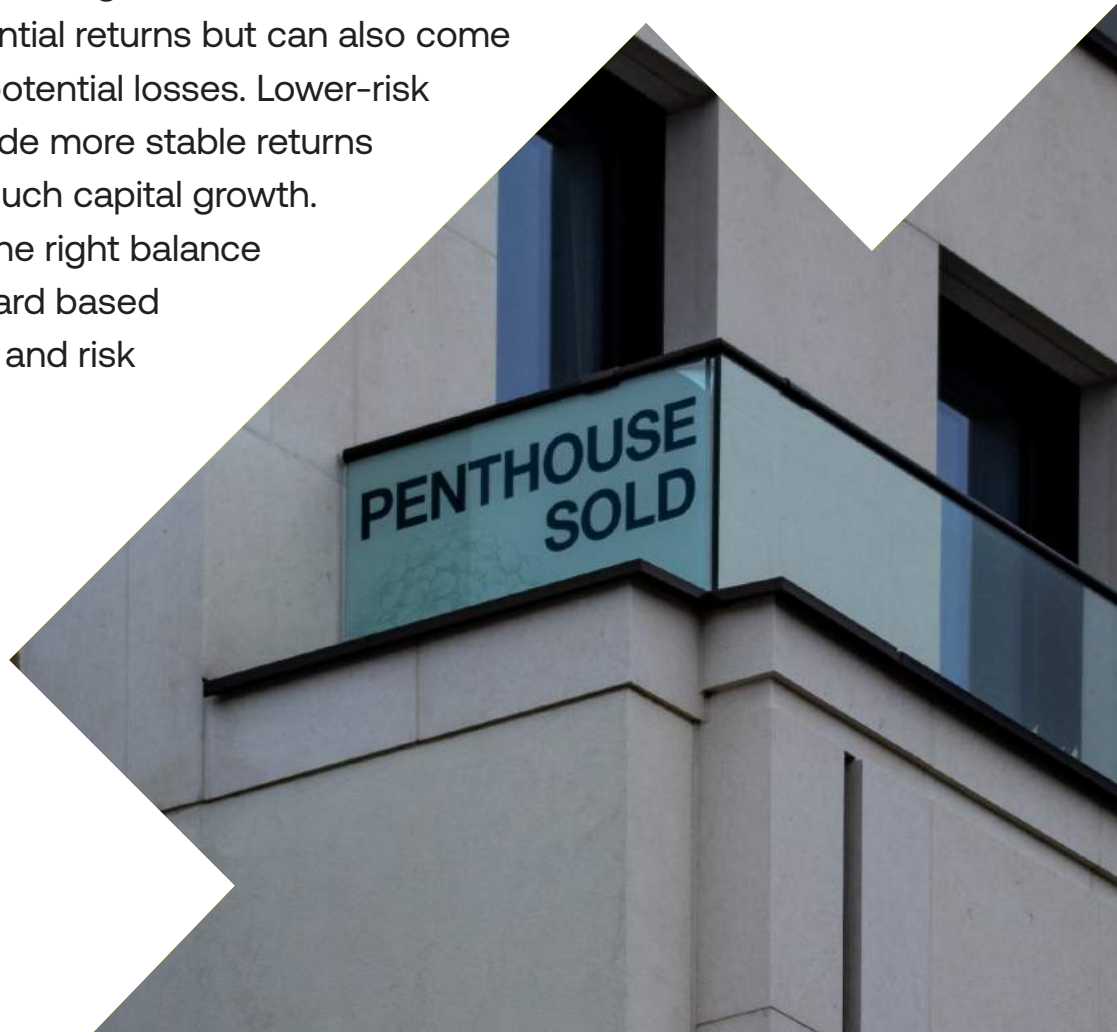 ntial returns but can also come
otential losses. Lower-risk
de more stable returns
uch capital growth.
he right balance
ard based
and risk
PENTHOUSE
SOLD